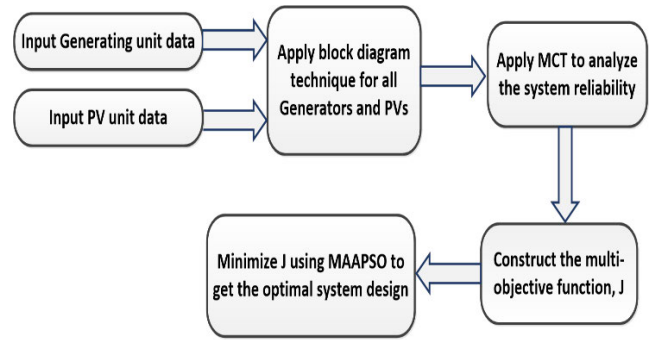 Input Generating unit data
Input PV unit data
Apply block diagram
technique for all
Generators and PVs
Apply MCT to analyze
the system reliability
Construct the multi-
objective function, J
Minimize J using MAAPSO to
get the optimal system design